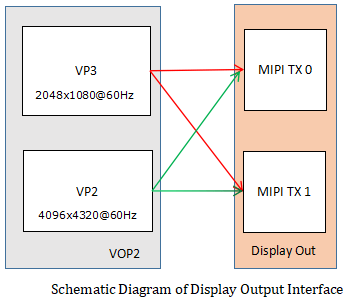 VP3
2048x1080@60Hz
MIPI TX 0
VP2
4096x4320@60Hz
MIPI TX 1
VOP2
Display Out
Schematic Diagram of Display Output Interface